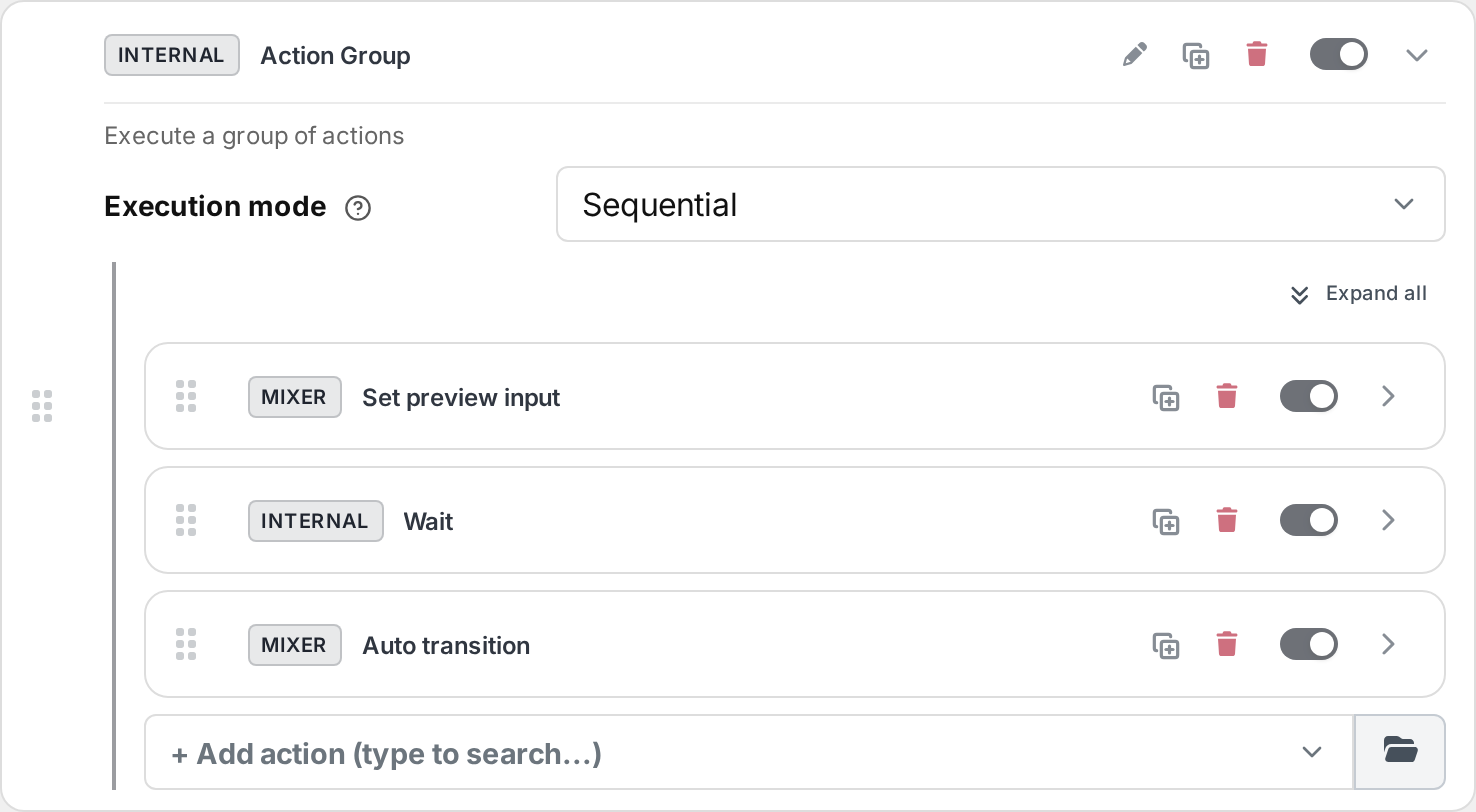 INTERNAL Action Group
Execute a group of actions
Execution mode
Sequential
Expand all
MIXER Set preview input
INTERNAL Wait
MIXER Auto transition
+ Add action (type to search...)